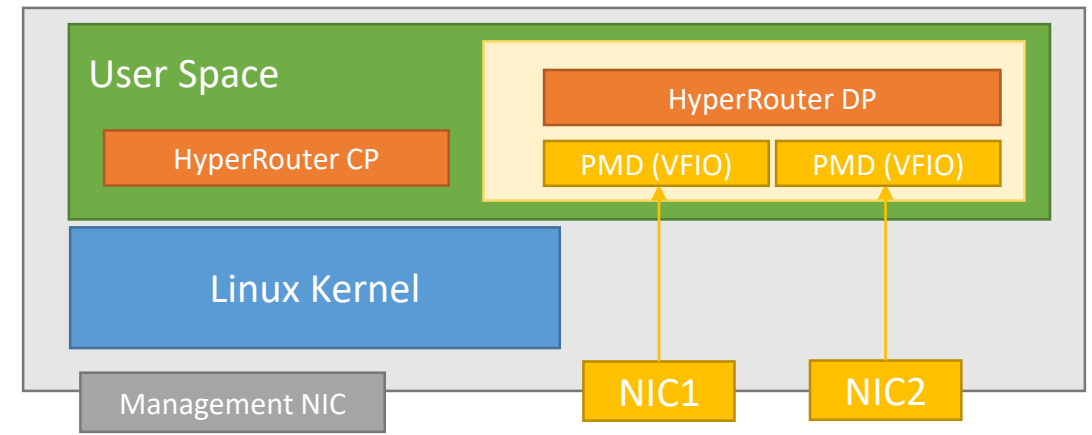 User Space
HyperRouter DP
HyperRouter CP
PMD (VFIO)
PMD (VFIO)
Linux Kernel
Management NIC
NIC1
NIC2